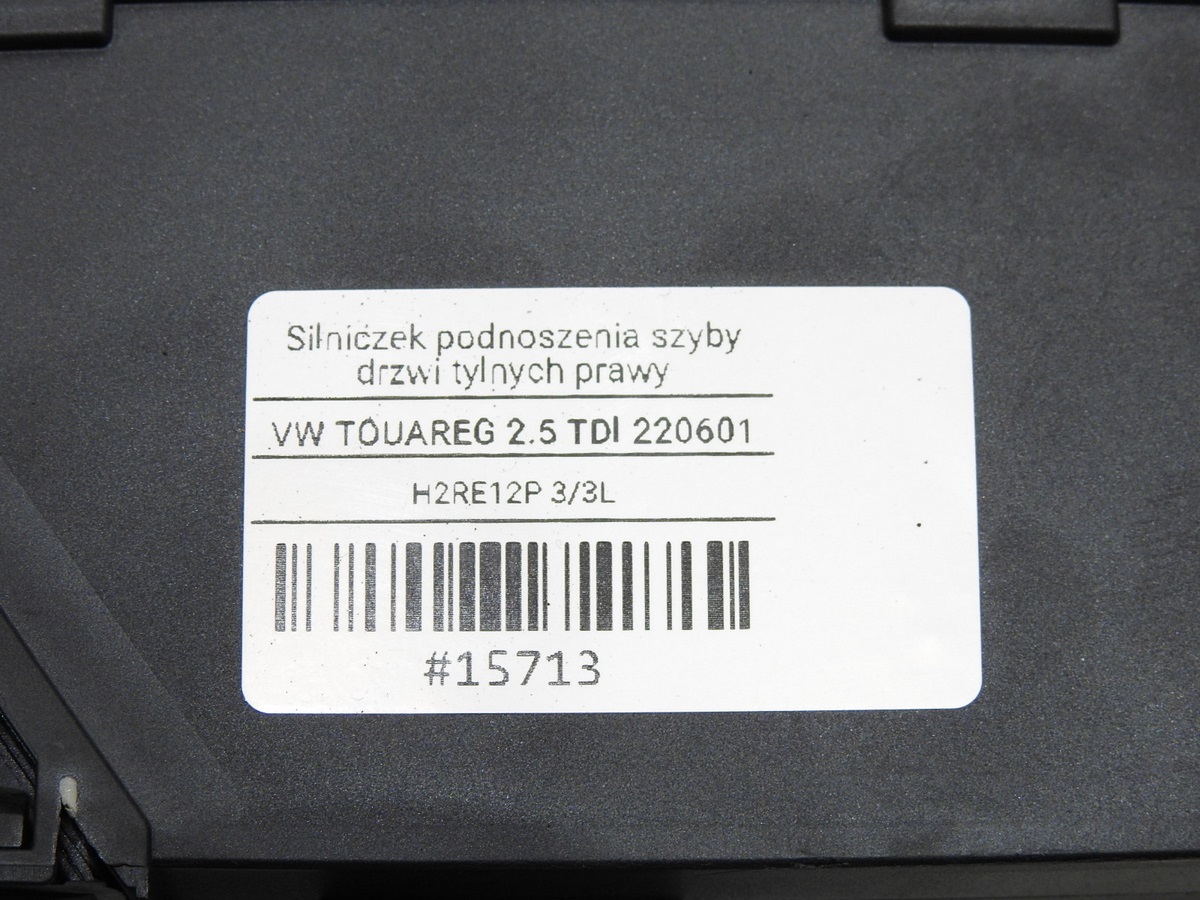 Silniczek podnoszenia szyby
drzwi tylnych prawy
VW TOUAREG 2.5 TDI 220601
H2RE12P 3/3L
#15713